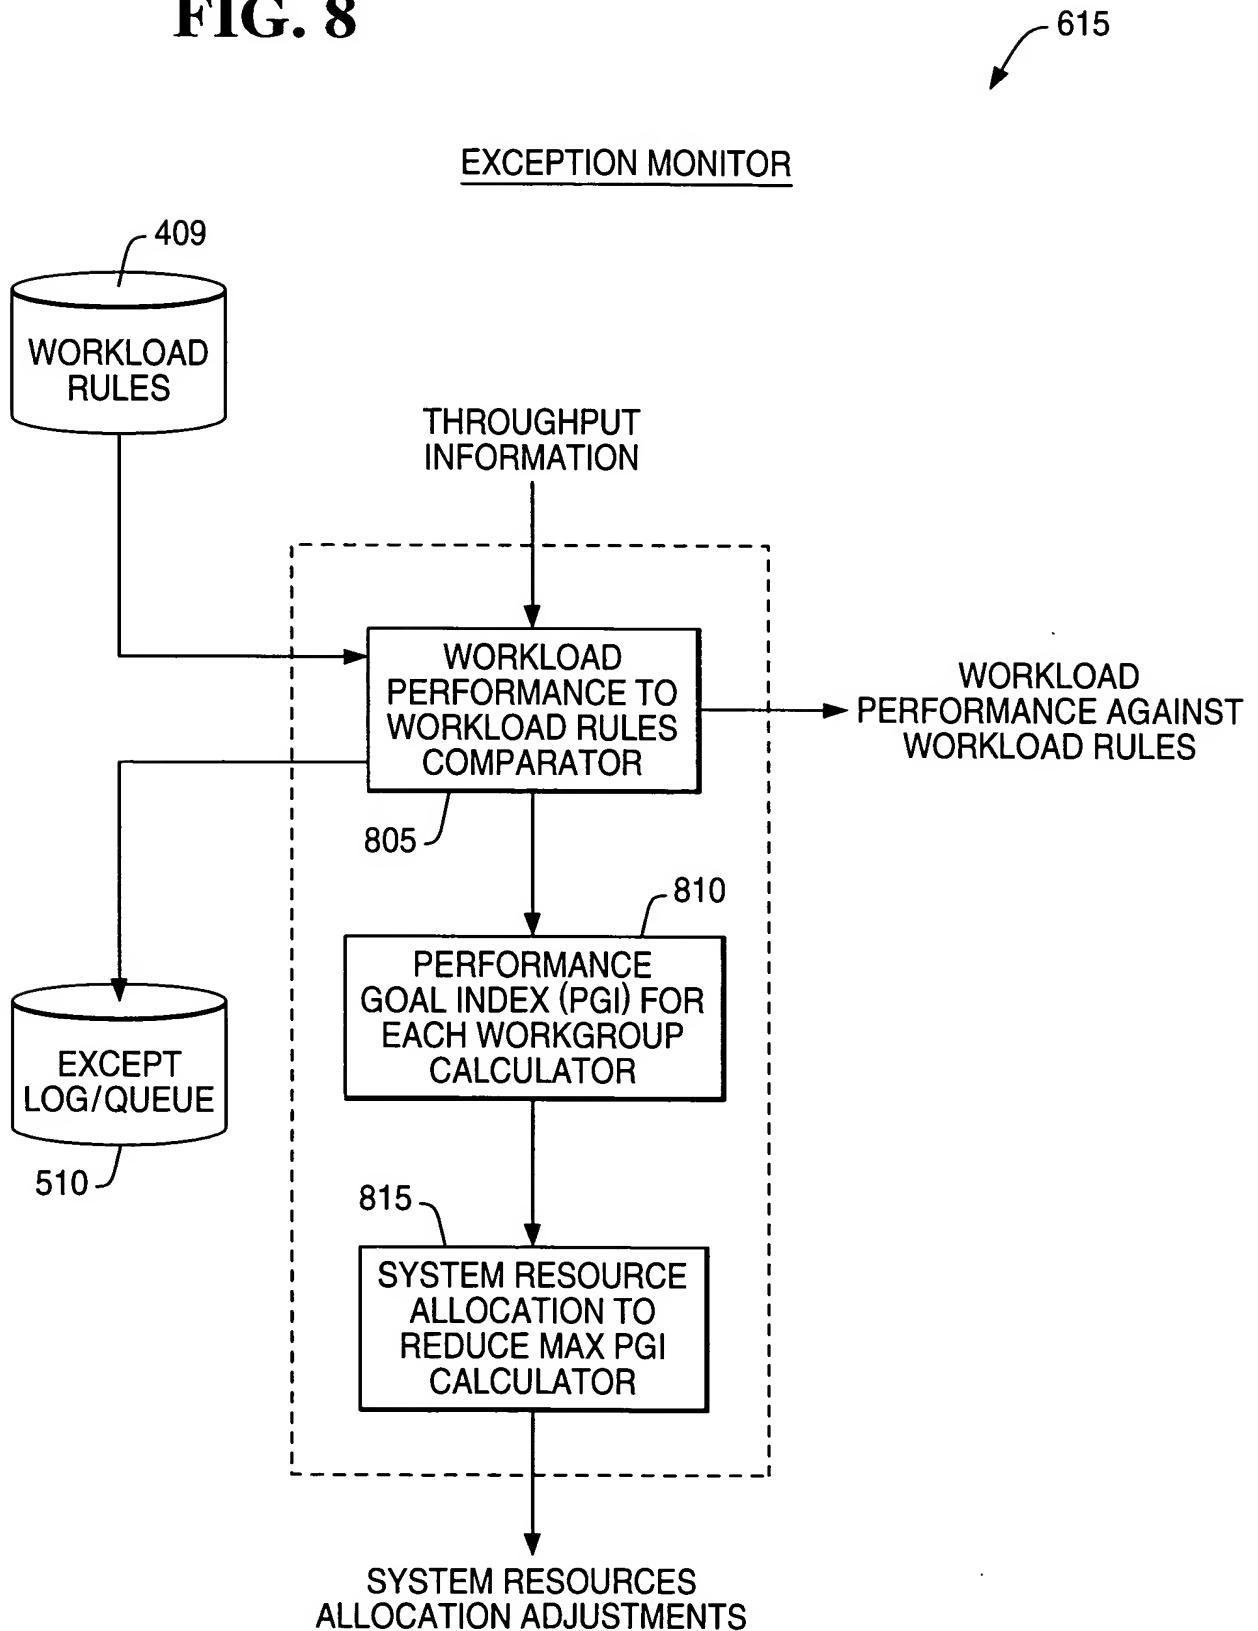 FIG. 8
615
EXCEPTION MONITOR
409
WORKLOAD
RULES
THROUGHPUT
INFORMATION
WORKLOAD
PERFORMANCE TO
WORKLOAD RULES
COMPARATOR
805
WORKLOAD
PERFORMANCE AGAINST
WORKLOAD RULES
810
PERFORMANCE
GOAL INDEX (PGI) FOR
EACH WORKGROUP
CALCULATOR
EXCEPT
LOG/QUEUE
510
815
SYSTEM RESOURCE
ALLOCATION TO
REDUCE MAX PGI
CALCULATOR
SYSTEM RESOURCES
ALLOCATION ADJUSTMENTS